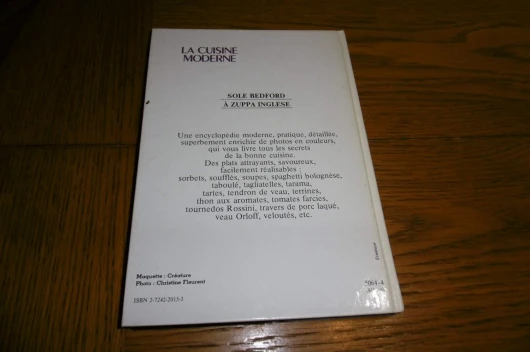 LA CUISINE
MODERNE
SOLE BEDFORD
À ZUPPA INGLESE
Une encyclopédie moderne, pratique, détaillée,
superbement enrichie de photos en couleurs,
qui vous livre tous les secrets
de la bonne cuisine.
Des plats attrayants, savoureux,
facilement réalisables :
sorbets, soufflés, soupes, spaghetti bolognèse,
taboulé, tagliatelles, tarama,
tartes, tendron de veau, terrines,
thon aux aromates, tomates farcies,
tournedos Rossini, travers de porc laqué,
veau Orloff, veloutés, etc.
Maquette : Créature
Photo : Christine Fleurent
ISBN 2-7242-2013-3
5064-4